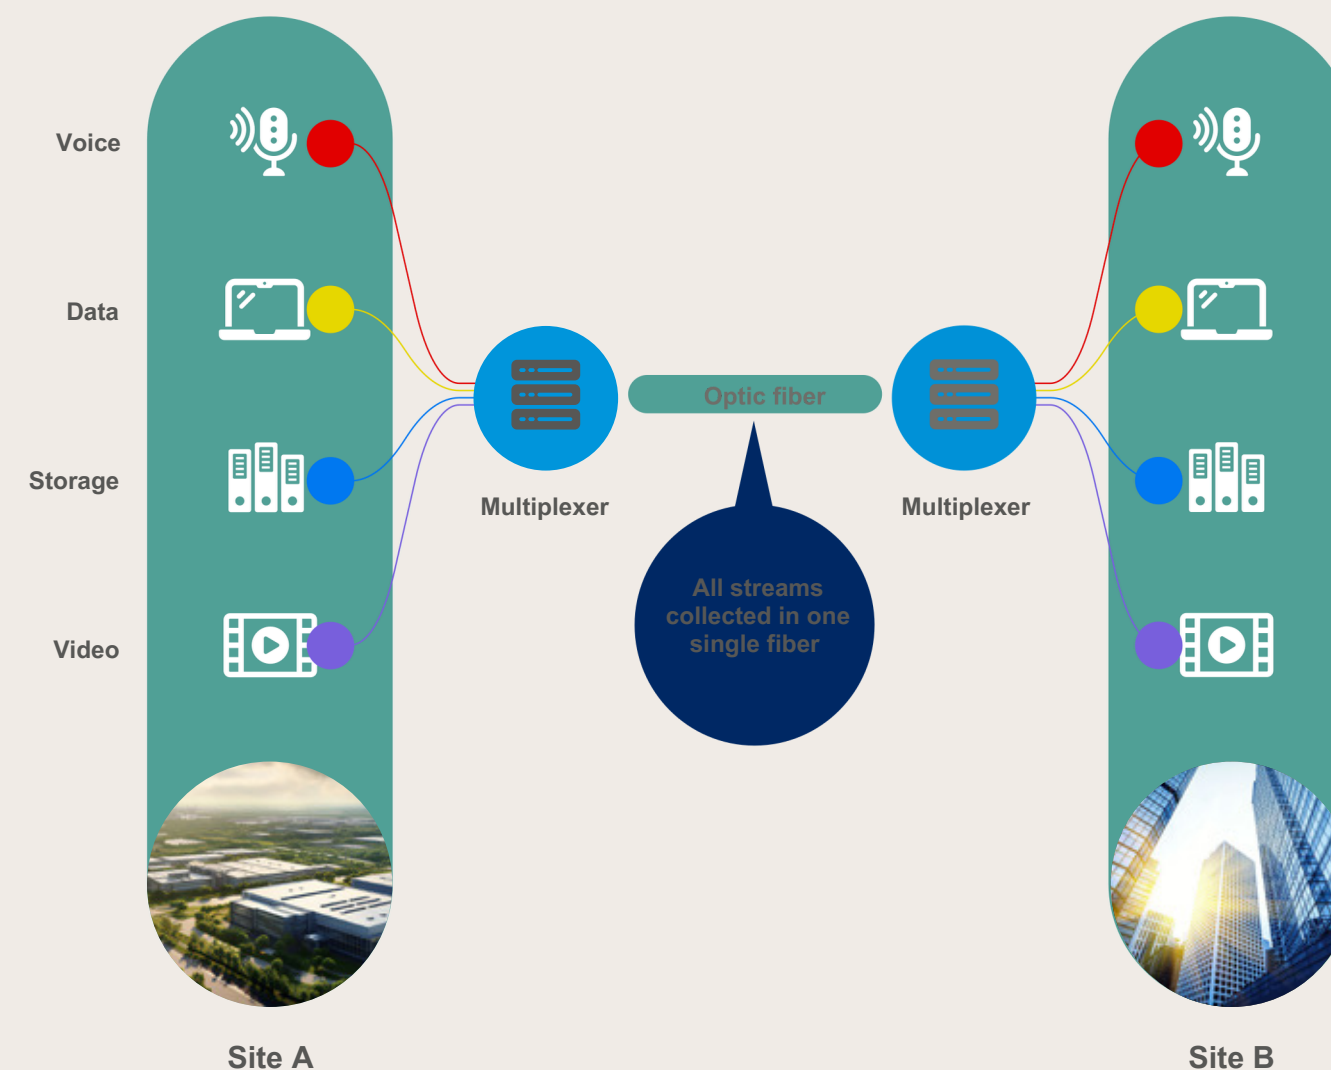 Voice
Data
Optic fiber
Storage
Multiplexer
Multiplexer
All streams
collected in one
single fiber
Video
Site A
Site B